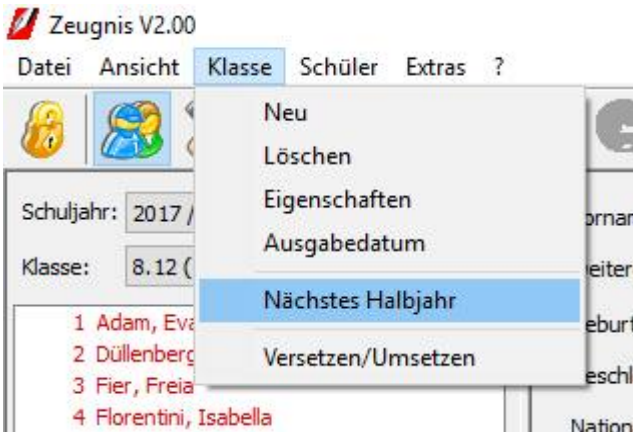 Zeugnis V2.00
Datei Ansicht Klasse Schüler Extras ?
Neu
Löschen
Eigenschaften
Ausgabedatum
Nächstes Halbjahr
Versetzen/Umsetzen
Schuljahr: 2017 /
Klasse: 8.12 (
1 Adam, Eva
2 Düllenberg
3 Fier, Freia
4 Florentini, Isabella